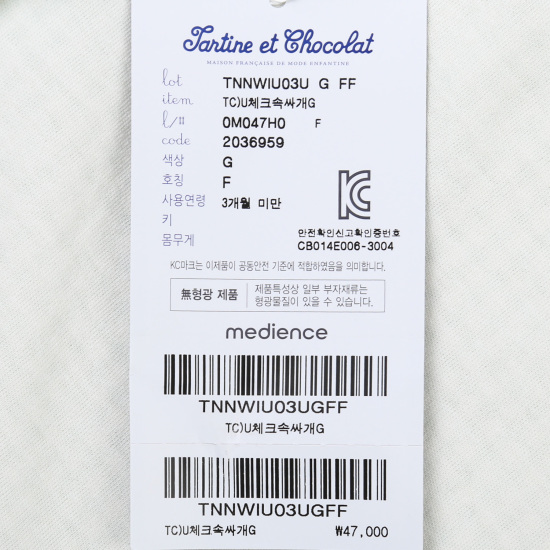 Tartine et Chocolat
MAISON FRANÇAISE DE MODE ENFANTINE
lot TNNWIU03U G FF
item TC)U체크속싸개G
l/# 0M047H0 F
code 2036959
색상 G
호칭 F
사용연령 3개월 미만
키
몸무게
안전확인신고확인증번호
CB014E006-3004
KC마크는 이제품이 공동안전 기준에 적합하였음을 의미합니다.
無형광 제품
제품특성상 일부 부자재류는
형광물질이 있을 수 있습니다.
medience
TNNWIU03UGFF
TC)U체크속싸개G
TNNWIU03UGFF
TC)U체크속싸개G ₩47,000